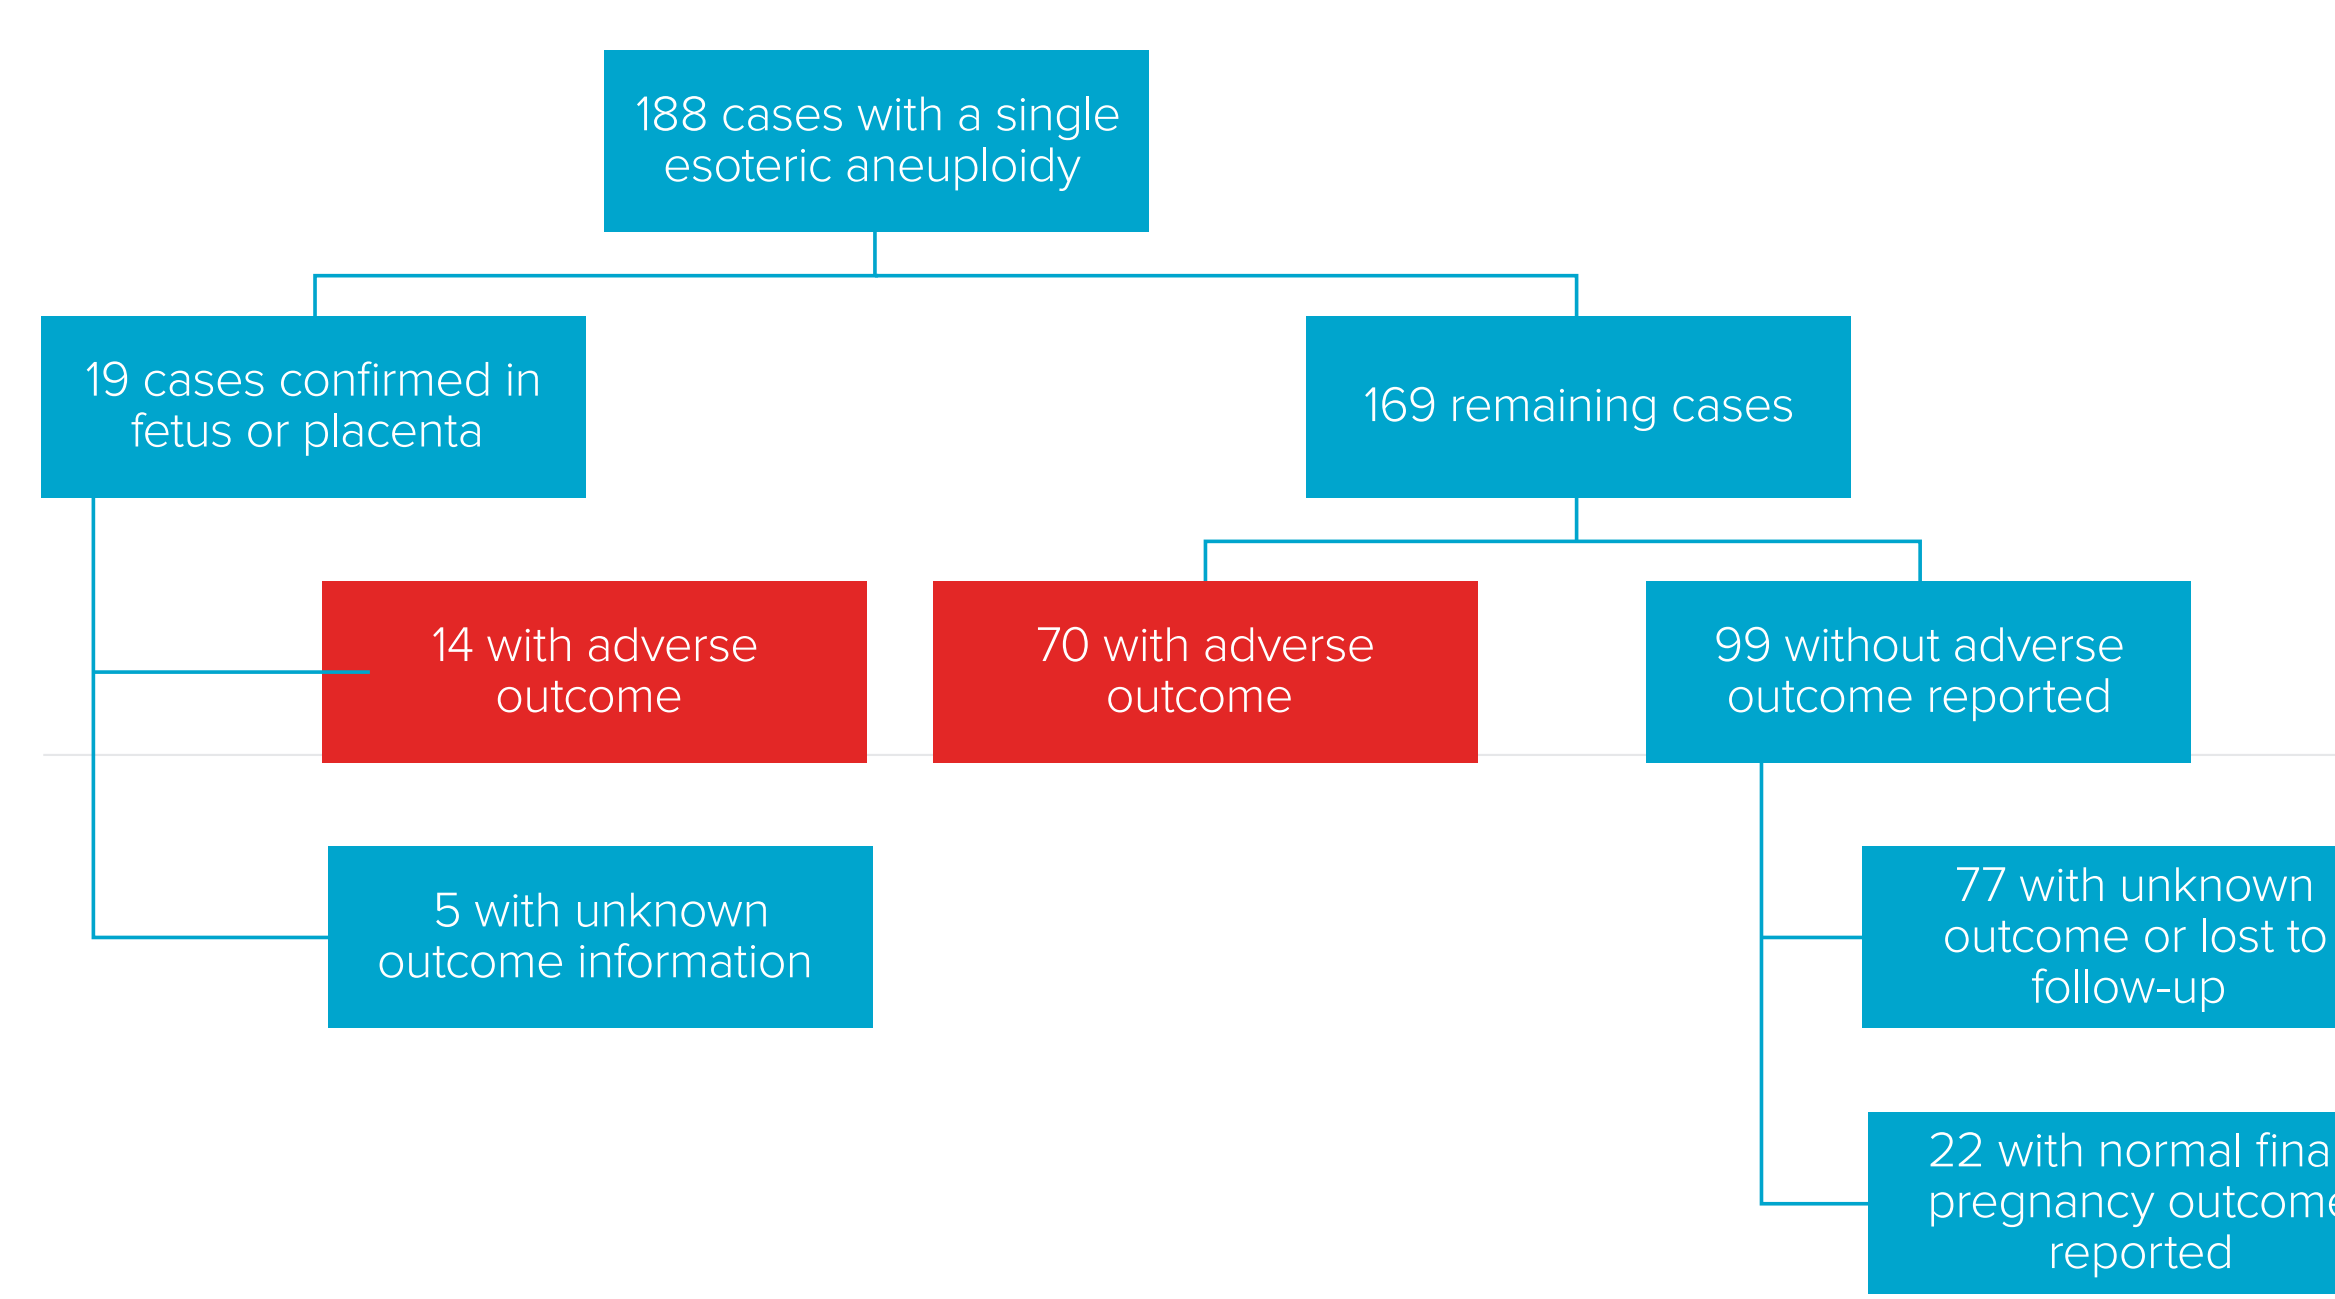 188 cases with a single
esoteric aneuploidy
19 cases confirmed in
fetus or placenta
169 remaining cases
14 with adverse
outcome
70 with adverse
outcome
99 without adverse
outcome reported
5 with unknown
outcome information
77 with unknown
outcome or lost to
follow-up
22 with normal fina
pregnancy outcome
reported